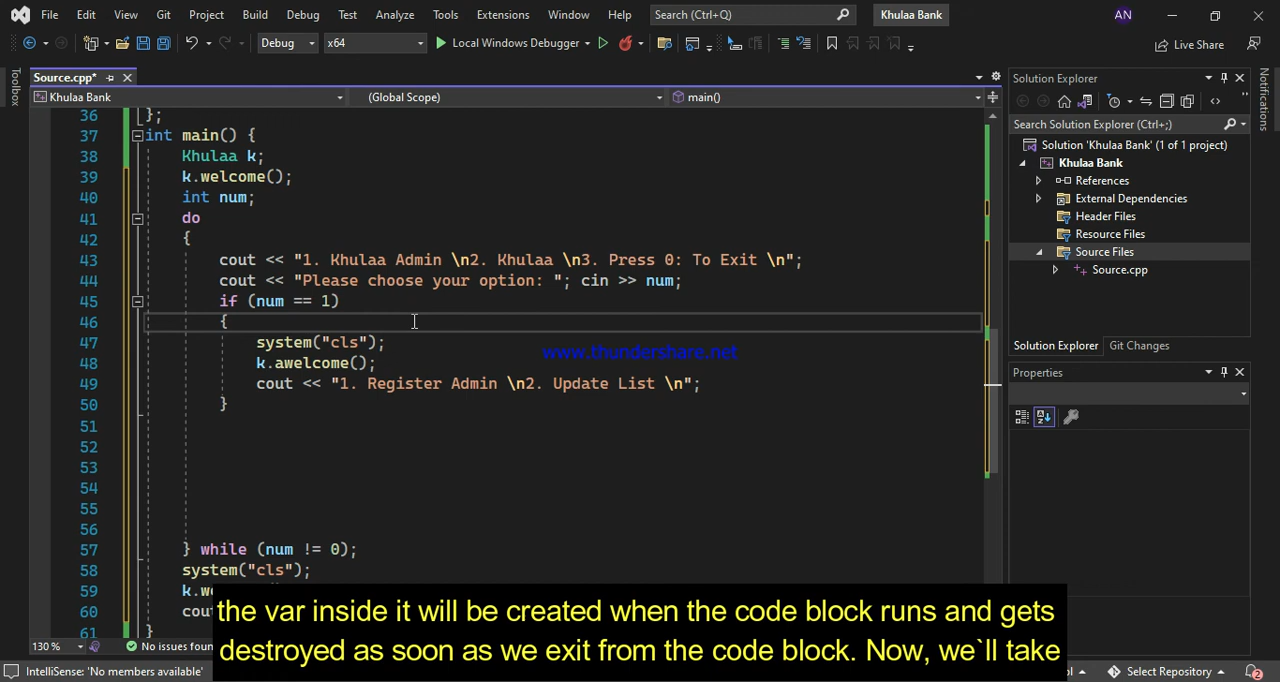 File Edit View Git Project Build Debug Test Analyze Tools Extensions Window Help Search (Ctrl+Q) Khulaa Bank AN
Debug x64 Local Windows Debugger Live Share
Toolbox
Source.cpp*
Khulaa Bank (Global Scope) main()
36 };
37 int main() {
38 Khulaa k;
39 k.welcome();
40 int num;
41 do
42 {
43 cout << "1. Khulaa Admin \n2. Khulaa \n3. Press 0: To Exit \n";
44 cout << "Please choose your option: "; cin >> num;
45 if (num == 1)
46 {
47 system("cls");
48 k.awelcome();
49 cout << "1. Register Admin \n2. Update List \n";
50 }
51
52
53
54
55
56
57 } while (num != 0);
58 system("cls");
59 k.we
60 cou
61 }
www.thundershare.net
130 % No issues foun
Solution Explorer
Search Solution Explorer (Ctrl+;)
Solution 'Khulaa Bank' (1 of 1 project)
Khulaa Bank
References
External Dependencies
Header Files
Resource Files
Source Files
Source.cpp
Solution Explorer Git Changes
Properties
Notifications
the var inside it will be created when the code block runs and gets
destroyed as soon as we exit from the code block. Now, we`ll take
IntelliSense: 'No members available' Select Repository 2